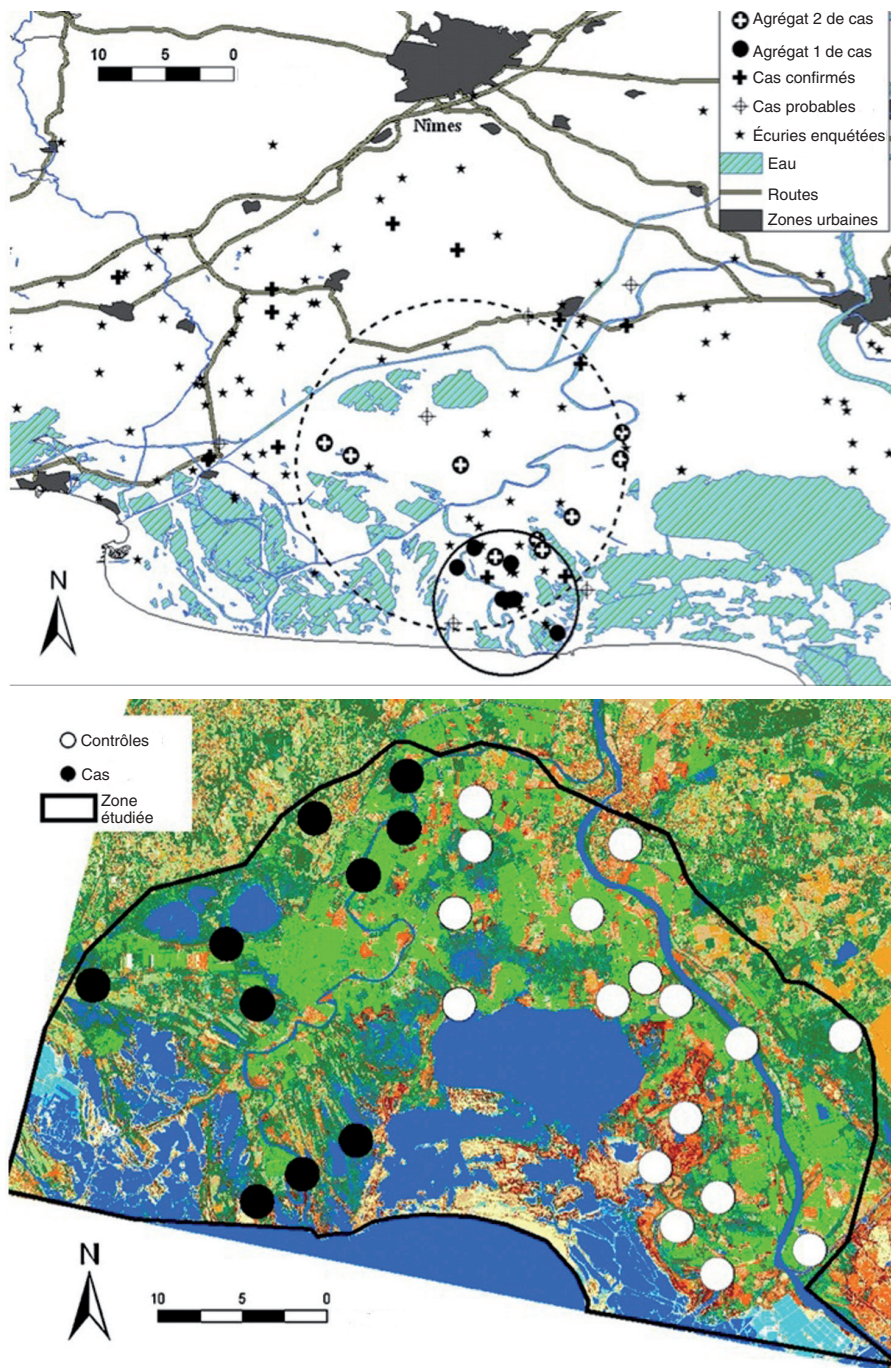 Agrégat 2 de cas
Agrégat 1 de cas
Cas confirmés
Cas probables
Écuries enquétées
Eau
Routes
Zones urbaines
10 5 0
Nîmes
N
Contrôles
Cas
Zone
étudiée
N
10 5 0